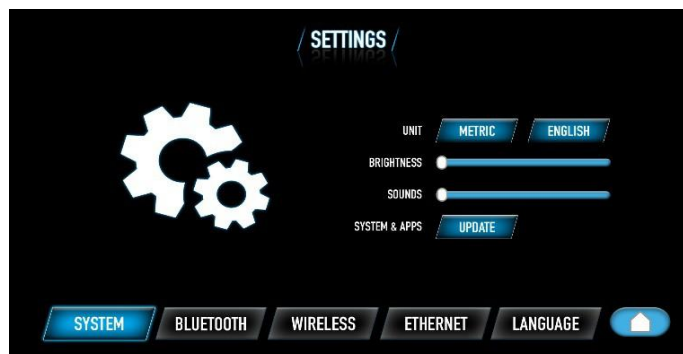 / SETTINGS /
UNIT METRIC ENGLISH
BRIGHTNESS
SOUNDS
SYSTEM & APPS UPDATE
SYSTEM BLUETOOTH WIRELESS ETHERNET LANGUAGE